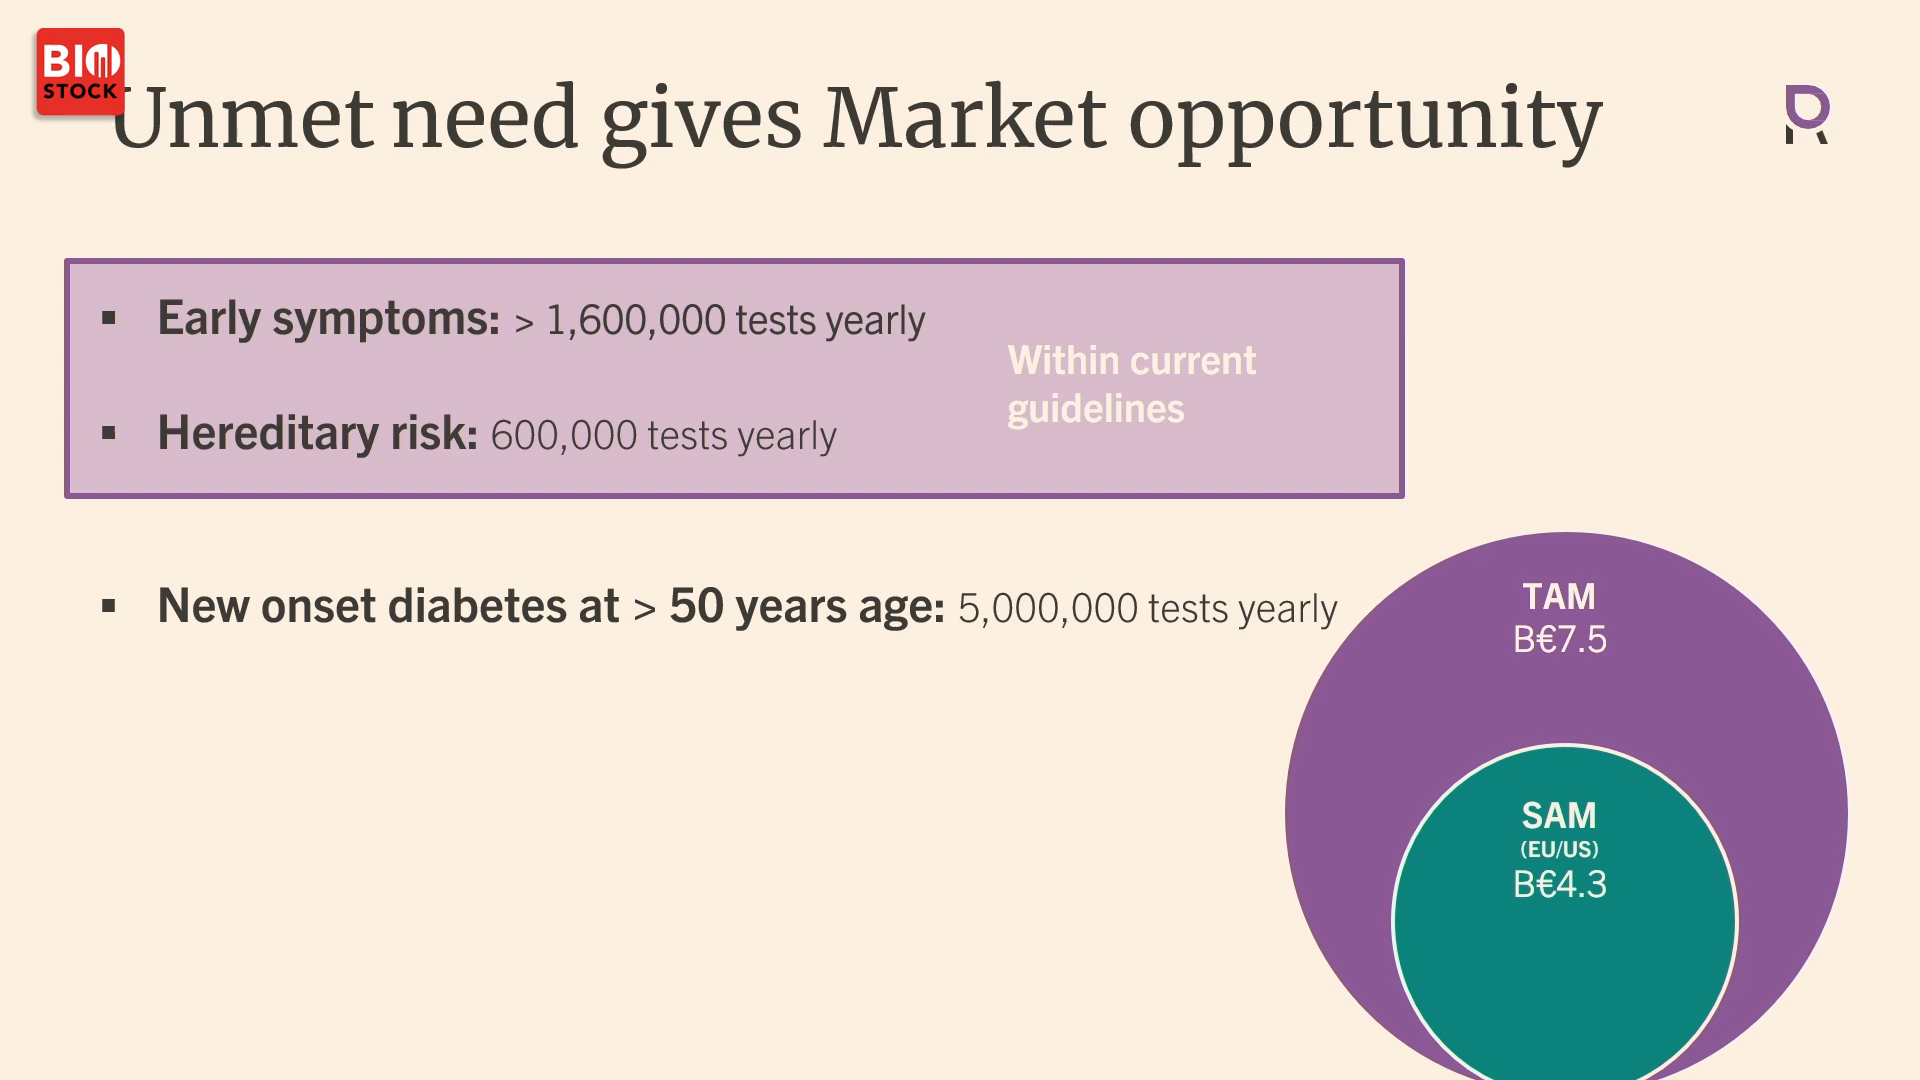 BIO
STOCK
Unmet need gives Market opportunity
R
▪ Early symptoms: > 1,600,000 tests yearly
▪ Hereditary risk: 600,000 tests yearly
Within current
guidelines
▪ New onset diabetes at > 50 years age: 5,000,000 tests yearly
TAM
B€7.5
SAM
(EU/US)
B€4.3